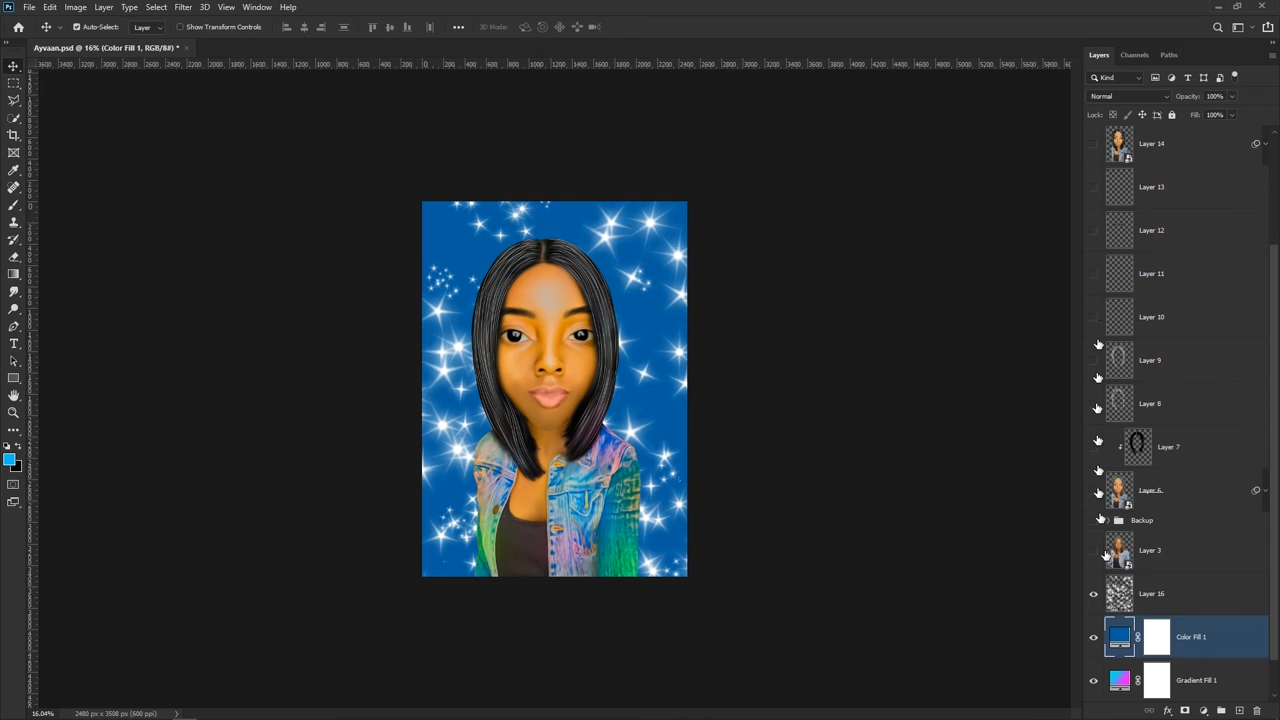 Ps File Edit Image Layer Type Select Filter 3D View Window Help
Auto-Select: Layer Show Transform Controls 3D Mode:
Ayvaan.psd @ 16% (Color Fill 1, RGB/8#) *
Layers Channels Paths
Kind
Normal Opacity: 100%
Lock: Fill: 100%
Layer 14
Layer 13
Layer 12
Layer 11
Layer 10
Layer 9
Layer 8
Layer 7
Layer 6
Backup
Layer 3
Layer 16
Color Fill 1
Gradient Fill 1
16.04% 2480 px x 3508 px (600 ppi)